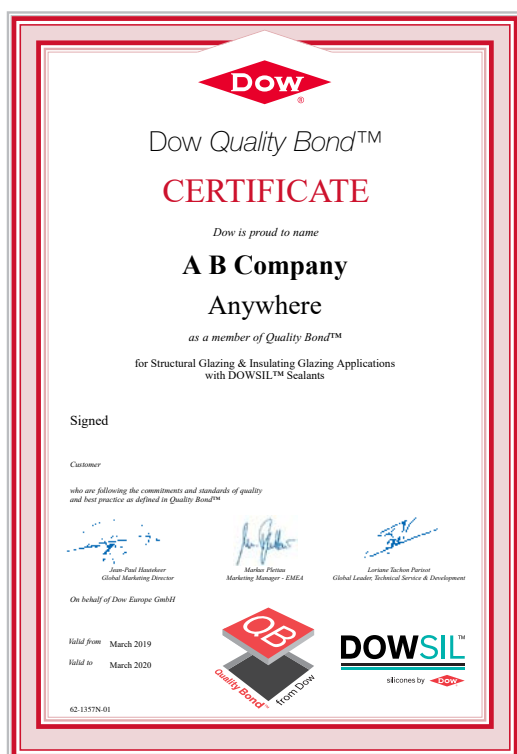 Dow
®
Dow Quality Bond™
CERTIFICATE
Dow is proud to name
A B Company
Anywhere
as a member of Quality Bond™
for Structural Glazing & Insulating Glazing Applications
with DOWSIL™ Sealants
Signed
Customer
who are following the commitments and standards of quality
and best practice as defined in Quality Bond™
Jean-Paul Hautekeer
Global Marketing Director
Markus Plettau
Marketing Manager - EMEA
Loriane Tachon Parisot
Global Leader, Technical Service & Development
On behalf of Dow Europe GmbH
Valid from March 2019
Valid to March 2020
QB
Quality Bond™
from Dow
DOWSIL™
silicones by Dow
62-1357N-01